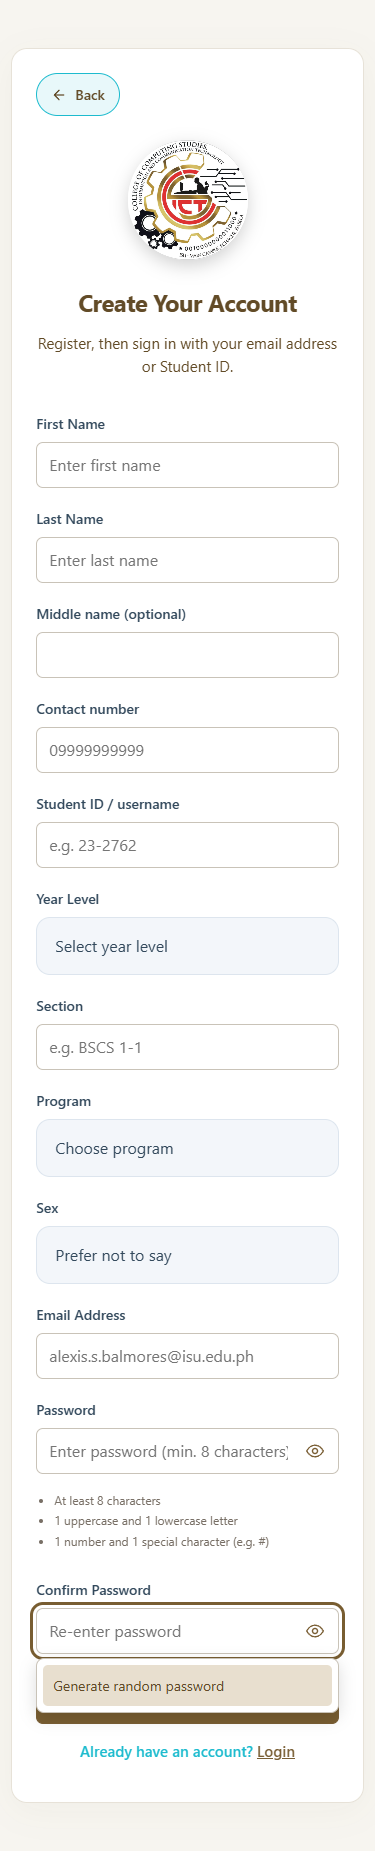 Back
COLLEGE OF COMPUTING STUDIES
ICT
Create Your Account
Register, then sign in with your email address
or Student ID.
First Name
Enter first name
Last Name
Enter last name
Middle name (optional)
Contact number
09999999999
Student ID / username
e.g. 23-2762
Year Level
Select year level
Section
e.g. BSCS 1-1
Program
Choose program
Sex
Prefer not to say
Email Address
alexis.s.balmores@isu.edu.ph
Password
Enter password (min. 8 characters)
At least 8 characters
1 uppercase and 1 lowercase letter
1 number and 1 special character (e.g. #)
Confirm Password
Re-enter password
Generate random password
Already have an account? Login